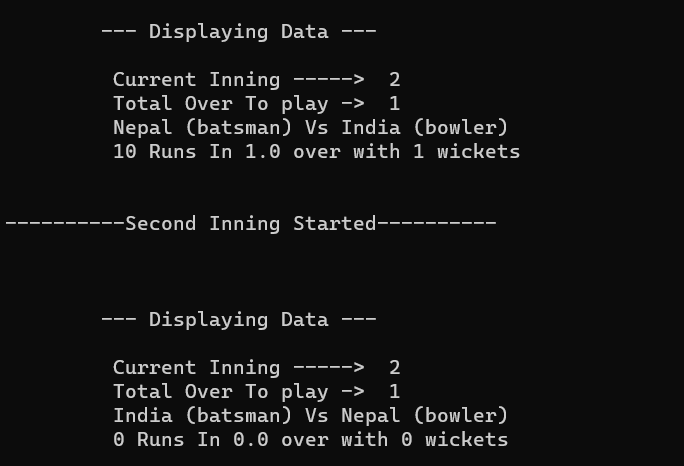 --- Displaying Data ---
Current Inning -----> 2
Total Over To play -> 1
Nepal (batsman) Vs India (bowler)
10 Runs In 1.0 over with 1 wickets
----------Second Inning Started----------
--- Displaying Data ---
Current Inning -----> 2
Total Over To play -> 1
India (batsman) Vs Nepal (bowler)
0 Runs In 0.0 over with 0 wickets